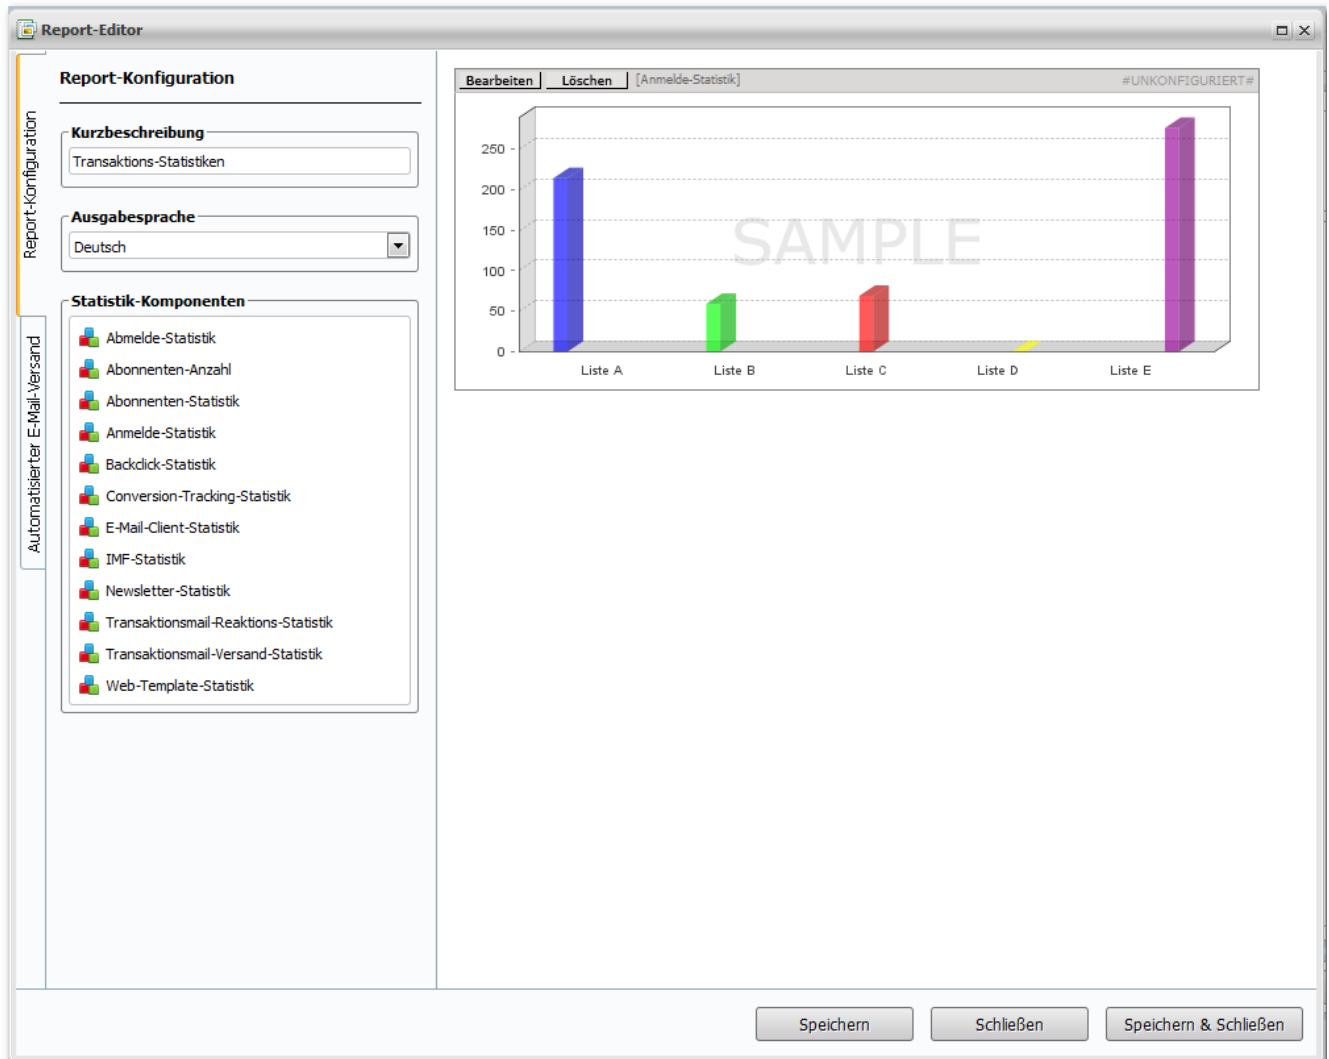 Report-Editor
Report-Konfiguration
Automatisierter E-Mail-Versand
Report-Konfiguration
Kurzbeschreibung
Transaktions-Statistiken
Ausgabesprache
Deutsch
Statistik-Komponenten
Abmelde-Statistik
Abonnenten-Anzahl
Abonnenten-Statistik
Anmelde-Statistik
Backclick-Statistik
Conversion-Tracking-Statistik
E-Mail-Client-Statistik
IMF-Statistik
Newsletter-Statistik
Transaktionsmail-Reaktions-Statistik
Transaktionsmail-Versand-Statistik
Web-Template-Statistik
Bearbeiten Löschen [Anmelde-Statistik] #UNKONFIGURIERT#
250
200
150
100
50
0
SAMPLE
Liste A Liste B Liste C Liste D Liste E
Speichern Schließen Speichern & Schließen